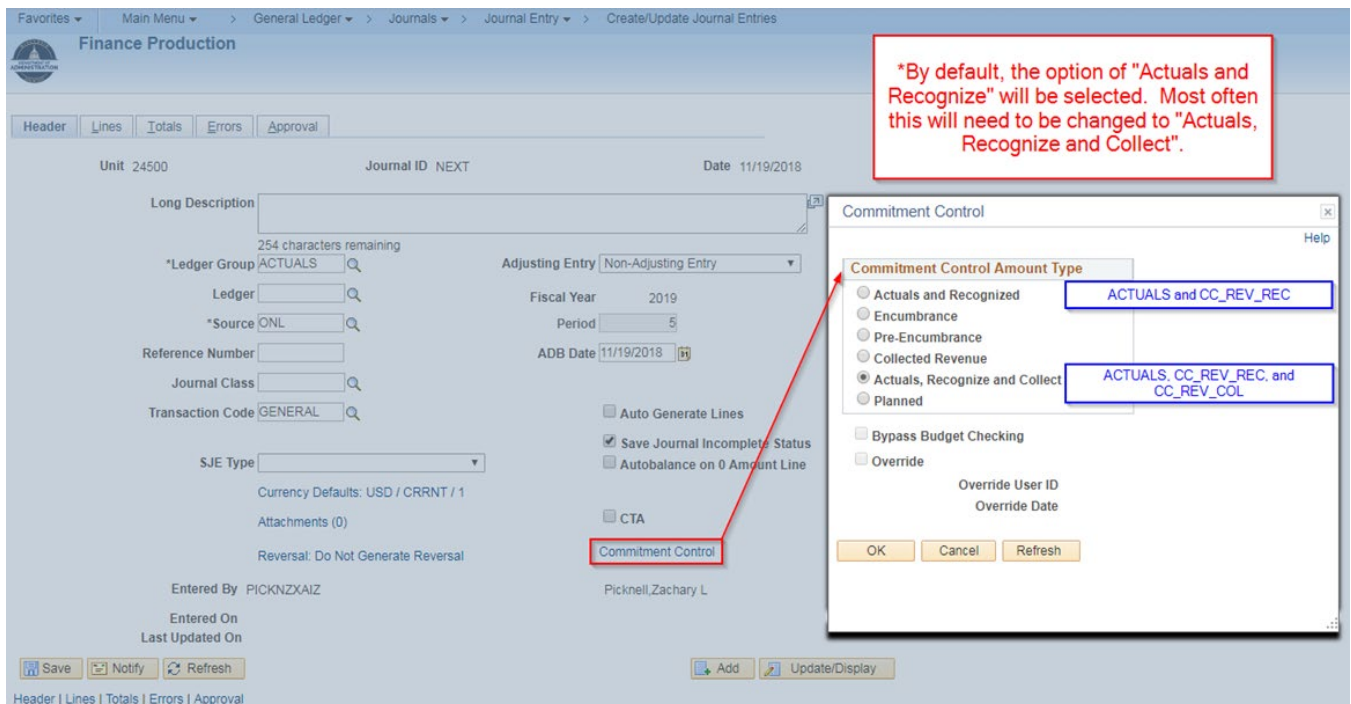 Favorites Main Menu > General Ledger > Journals > Journal Entry > Create/Update Journal Entries
Finance Production
*By default, the option of "Actuals and
Recognize" will be selected. Most often
this will need to be changed to "Actuals,
Recognize and Collect".
Header Lines Totals Errors Approval
Unit 24500 Journal ID NEXT Date 11/19/2018
Long Description
254 characters remaining
*Ledger Group ACTUALS Adjusting Entry Non-Adjusting Entry
Ledger Fiscal Year 2019
*Source ONL Period 5
Reference Number ADB Date 11/19/2018
Journal Class
Transaction Code GENERAL Auto Generate Lines
Save Journal Incomplete Status
SJE Type Autobalance on 0 Amount Line
Currency Defaults: USD / CRRNT / 1
Attachments (0) CTA
Reversal: Do Not Generate Reversal Commitment Control
Entered By PICKNZXAIZ Picknell,Zachary L
Entered On
Last Updated On
Save Notify Refresh Add Update/Display
Header | Lines | Totals | Errors | Approval
Commitment Control
Help
Commitment Control Amount Type
Actuals and Recognized ACTUALS and CC_REV_REC
Encumbrance
Pre-Encumbrance
Collected Revenue
Actuals, Recognize and Collect ACTUALS, CC_REV_REC, and
CC_REV_COL
Planned
Bypass Budget Checking
Override
Override User ID
Override Date
OK Cancel Refresh